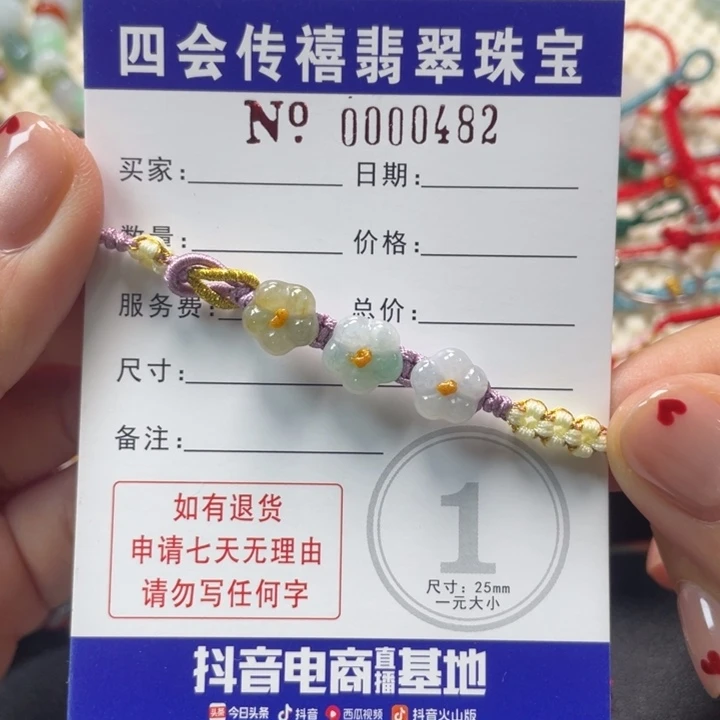 四会传禧翡翠珠宝
Nº 0000482
买家: 日期:
数量: 价格:
服务费: 总价:
尺寸:
备注:
如有退货
申请七天无理由
请勿写任何字
1
尺寸: 25mm
一元大小
抖音电商直播基地
今日头条 抖音 西瓜视频 抖音火山版